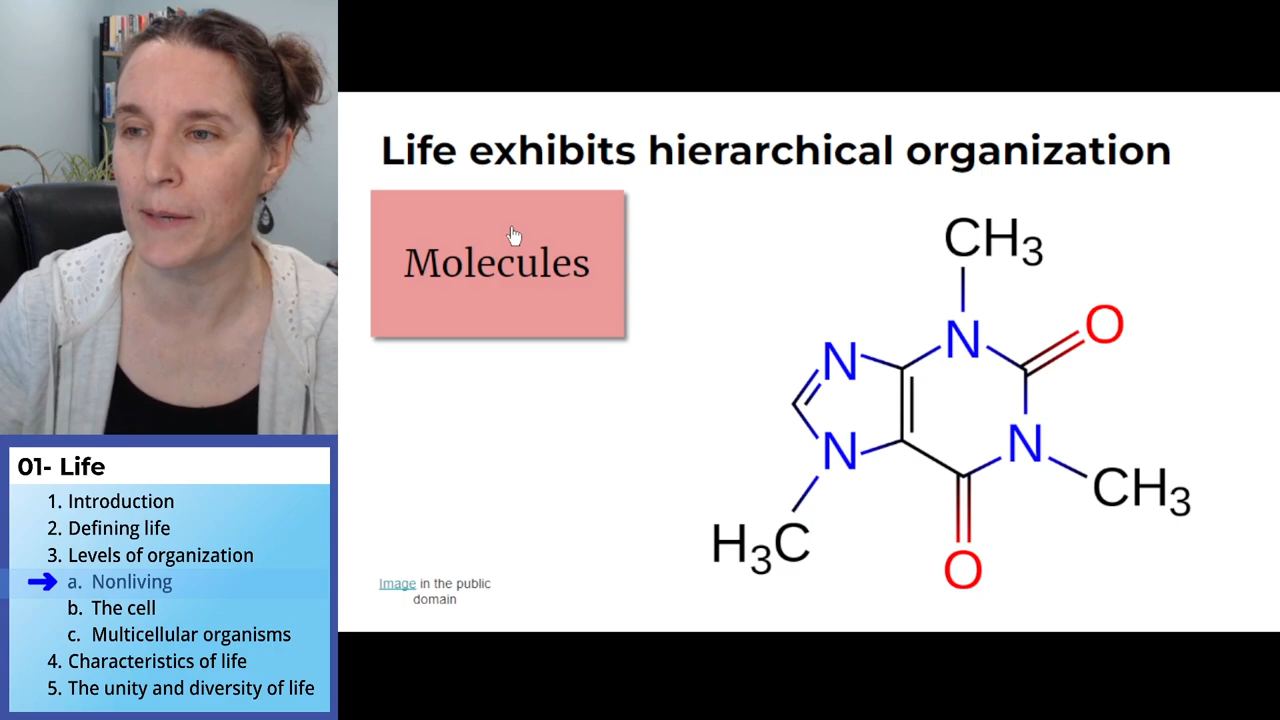 Life exhibits hierarchical organization
Molecules
CH3
N
O
N
N
N
CH3
H3C
O
Image in the public
domain
01- Life
1. Introduction
2. Defining life
3. Levels of organization
a. Nonliving
b. The cell
c. Multicellular organisms
4. Characteristics of life
5. The unity and diversity of life